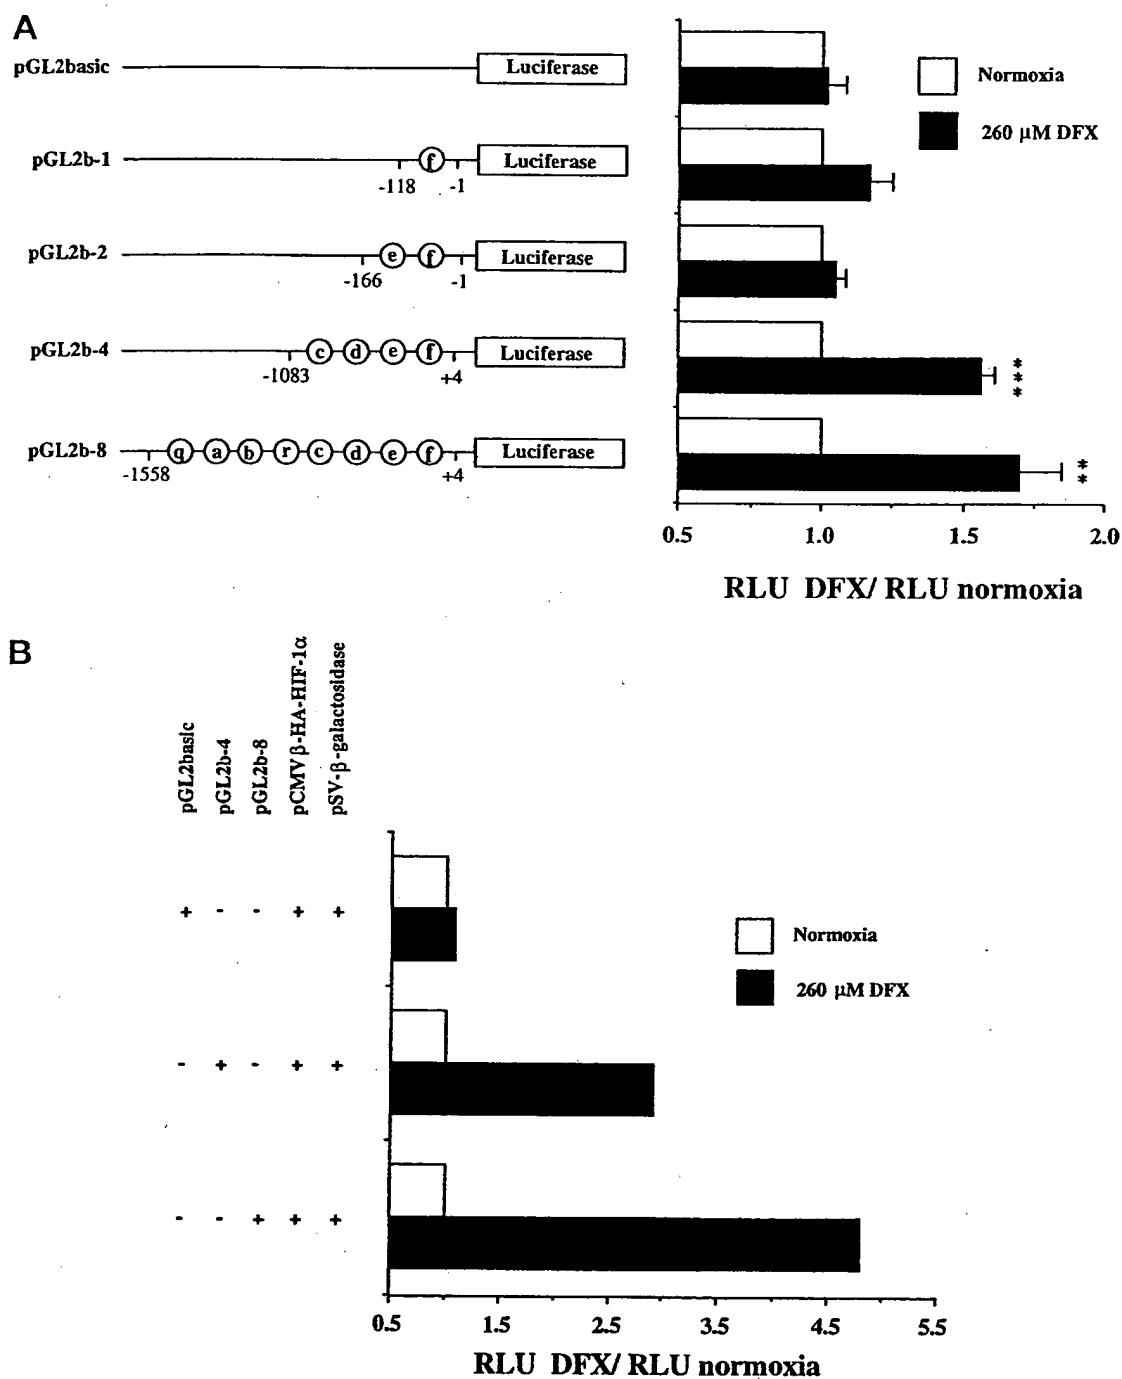 A
pGL2basic Luciferase
Normoxia
260 µM DFX
pGL2b-1 f Luciferase
-118 -1
pGL2b-2 e f Luciferase
-166 -1
pGL2b-4 c d e f Luciferase
-1083 +4
***
pGL2b-8 q a b r c d e f Luciferase
-1558 +4
**
0.5 1.0 1.5 2.0
RLU DFX/ RLU normoxia
B
pGL2basic
pGL2b-4
pGL2b-8
pCMVβ-HA-HIF-1α
pSV-β-galactosidase
+ - - + +
Normoxia
260 µM DFX
- + - + +
- - + + +
0.5 1.5 2.5 3.5 4.5 5.5
RLU DFX/ RLU normoxia